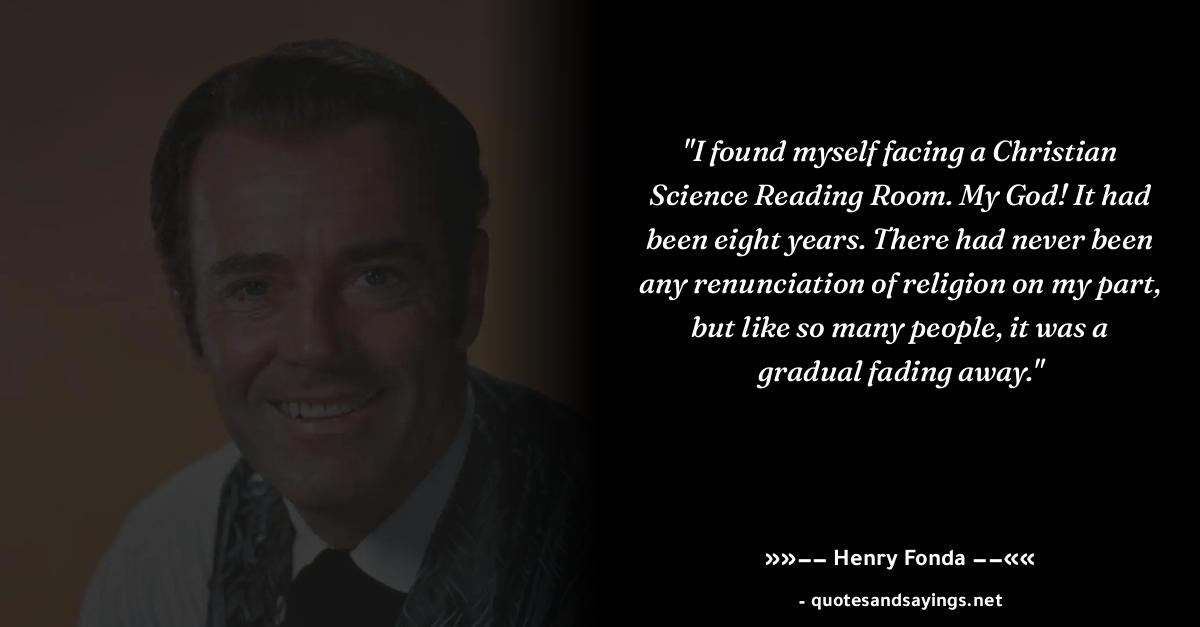 "I found myself facing a Christian
Science Reading Room. My God! It had
been eight years. There had never been
any renunciation of religion on my part,
but like so many people, it was a
gradual fading away."
»»–– Henry Fonda ––««
- quotesandsayings.net